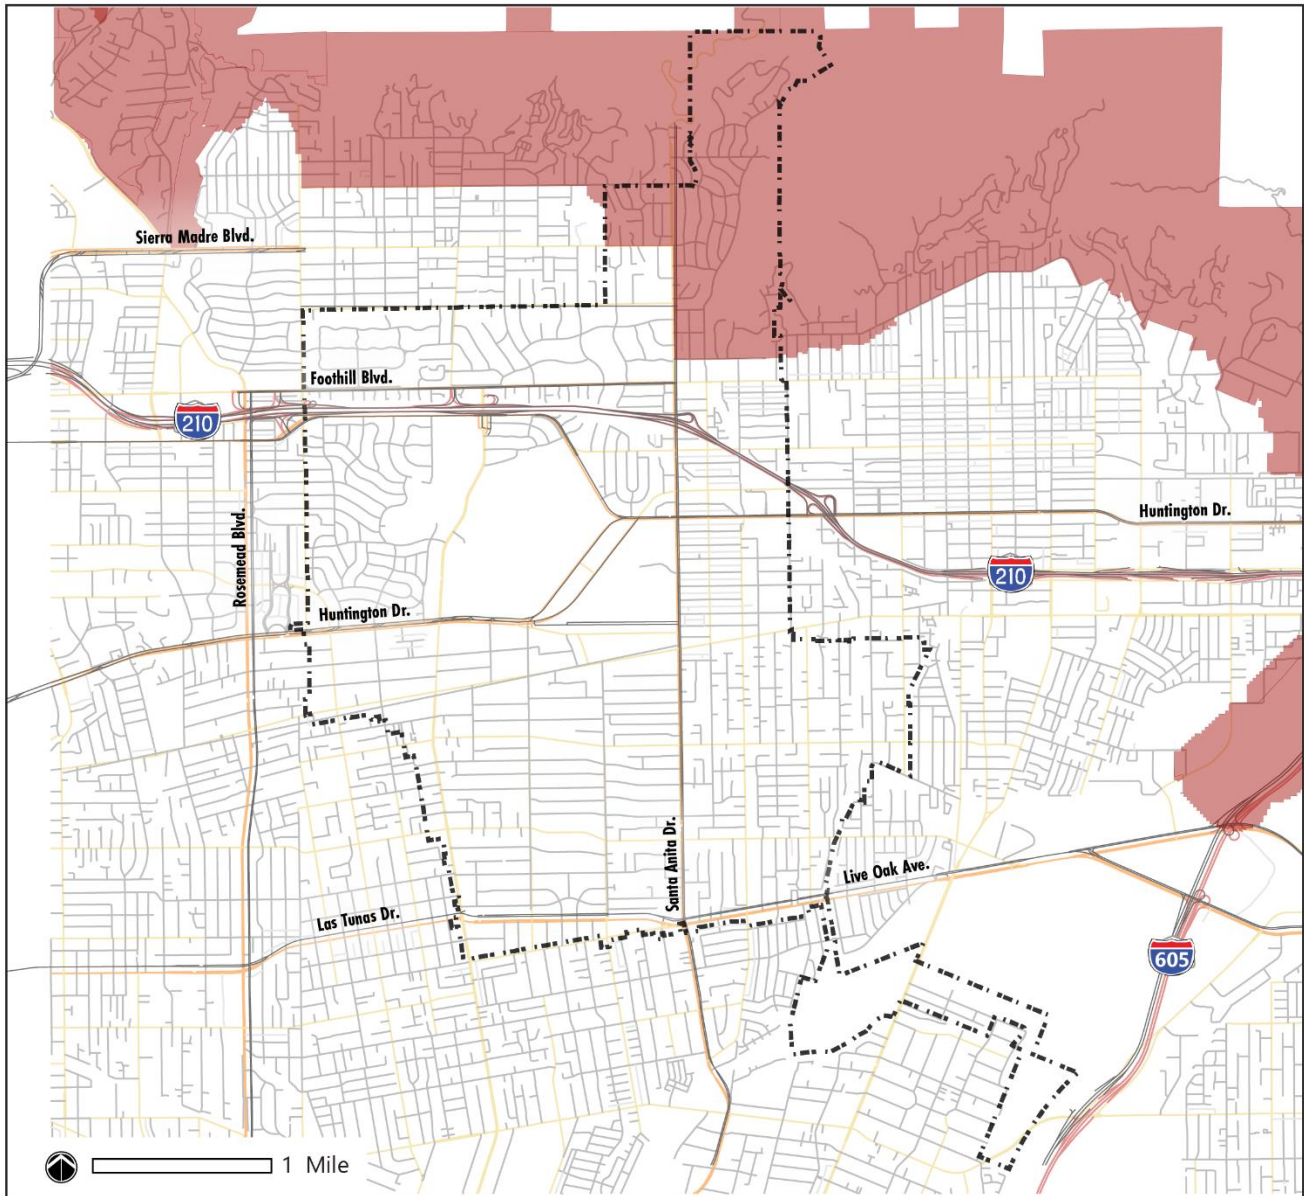 Sierra Madre Blvd.
Foothill Blvd.
210
Rosemead Blvd.
Huntington Dr.
210
Huntington Dr.
Santa Anita Dr.
Live Oak Ave.
Las Tunas Dr.
605
1 Mile